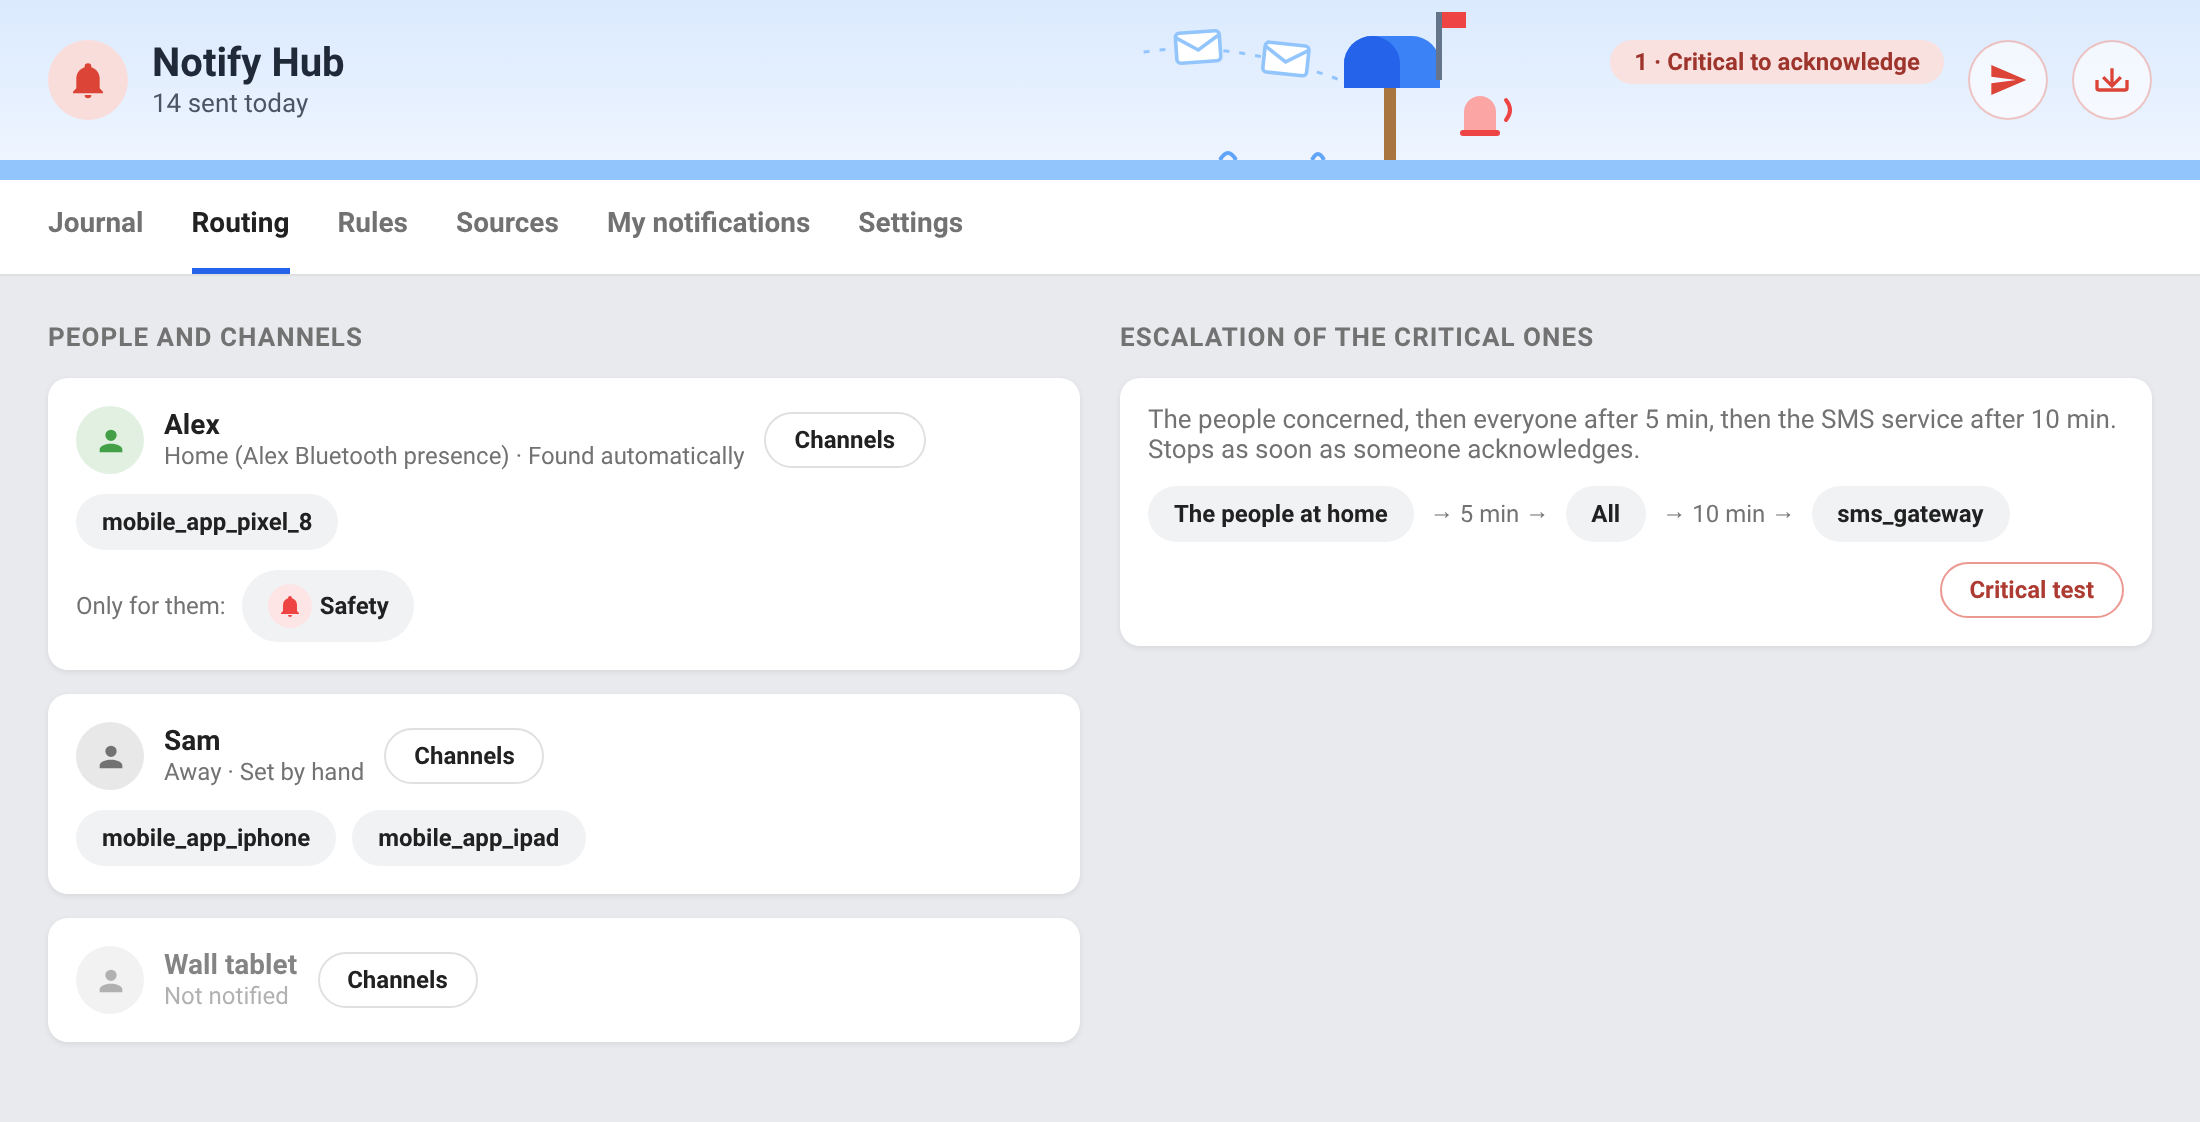 Notify Hub
14 sent today
1 · Critical to acknowledge
Journal
Routing
Rules
Sources
My notifications
Settings
PEOPLE AND CHANNELS
Alex
Home (Alex Bluetooth presence) · Found automatically
Channels
mobile_app_pixel_8
Only for them:
Safety
Sam
Away · Set by hand
Channels
mobile_app_iphone
mobile_app_ipad
Wall tablet
Not notified
Channels
ESCALATION OF THE CRITICAL ONES
The people concerned, then everyone after 5 min, then the SMS service after 10 min.
Stops as soon as someone acknowledges.
The people at home → 5 min → All → 10 min → sms_gateway
Critical test